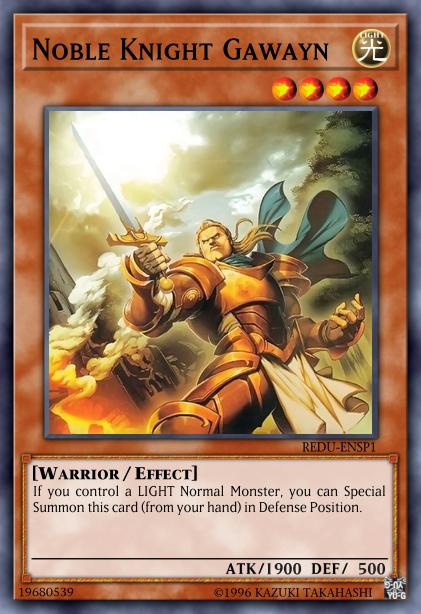 Noble Knight Gawayn
LIGHT
光
REDU-ENSP1
[Warrior / Effect]
If you control a LIGHT Normal Monster, you can Special
Summon this card (from your hand) in Defense Position.
ATK/1900 DEF/ 500
19680539
©1996 KAZUKI TAKAHASHI